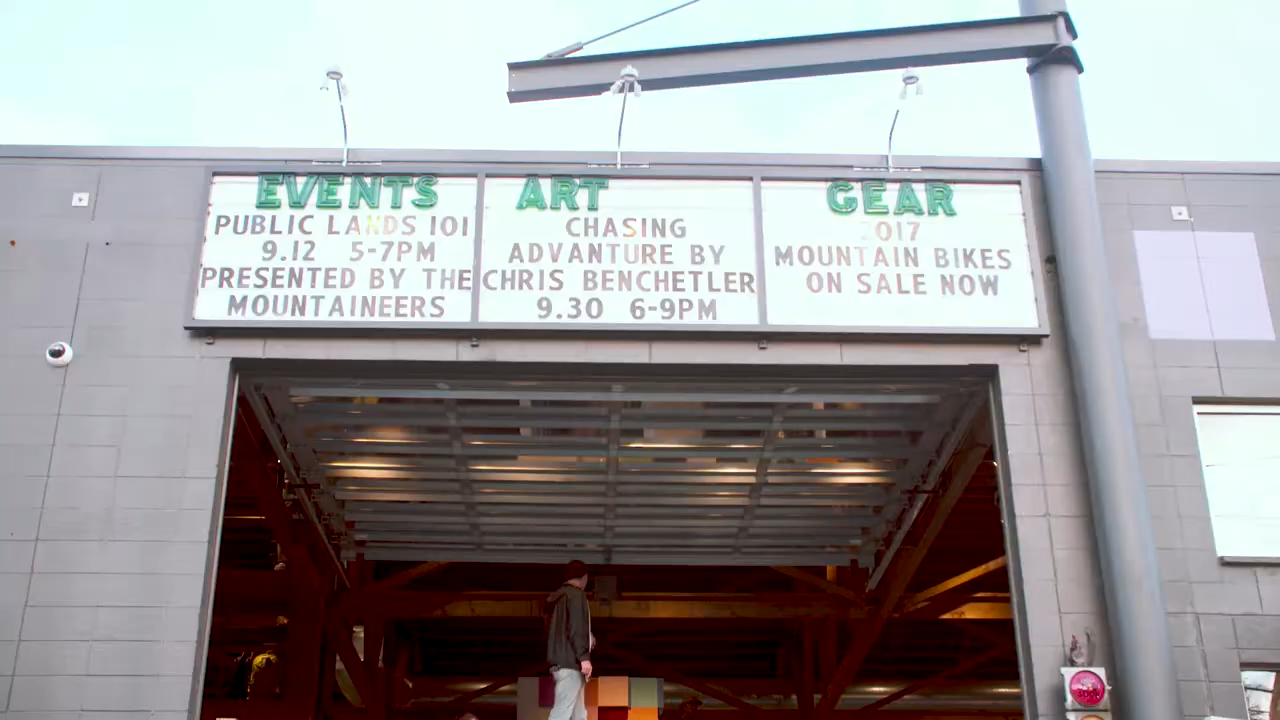 EVENTS
PUBLIC LANDS 101
9.12 5-7PM
PRESENTED BY THE
MOUNTAINEERS
ART
CHASING
ADVANTURE BY
CHRIS BENCHETLER
9.30 6-9PM
GEAR
2017
MOUNTAIN BIKES
ON SALE NOW